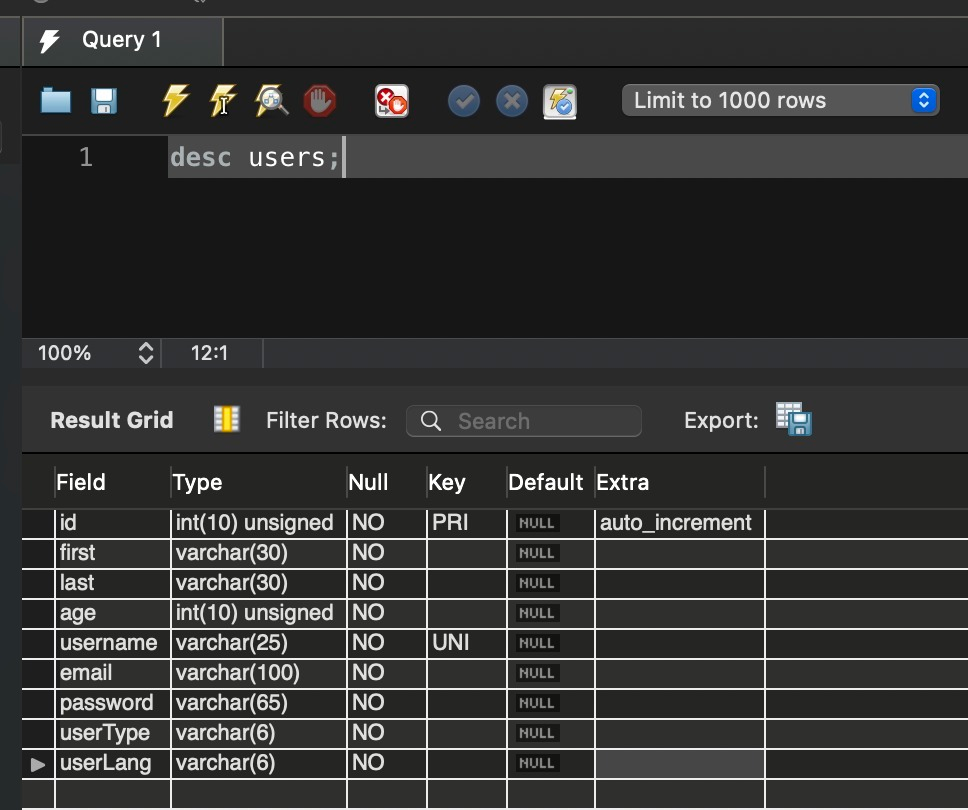 Query 1
Limit to 1000 rows
1 desc users;
100% 12:1
Result Grid Filter Rows: Search Export:
Field Type Null Key Default Extra
id int(10) unsigned NO PRI NULL auto_increment
first varchar(30) NO NULL
last varchar(30) NO NULL
age int(10) unsigned NO NULL
username varchar(25) NO UNI NULL
email varchar(100) NO NULL
password varchar(65) NO NULL
userType varchar(6) NO NULL
userLang varchar(6) NO NULL